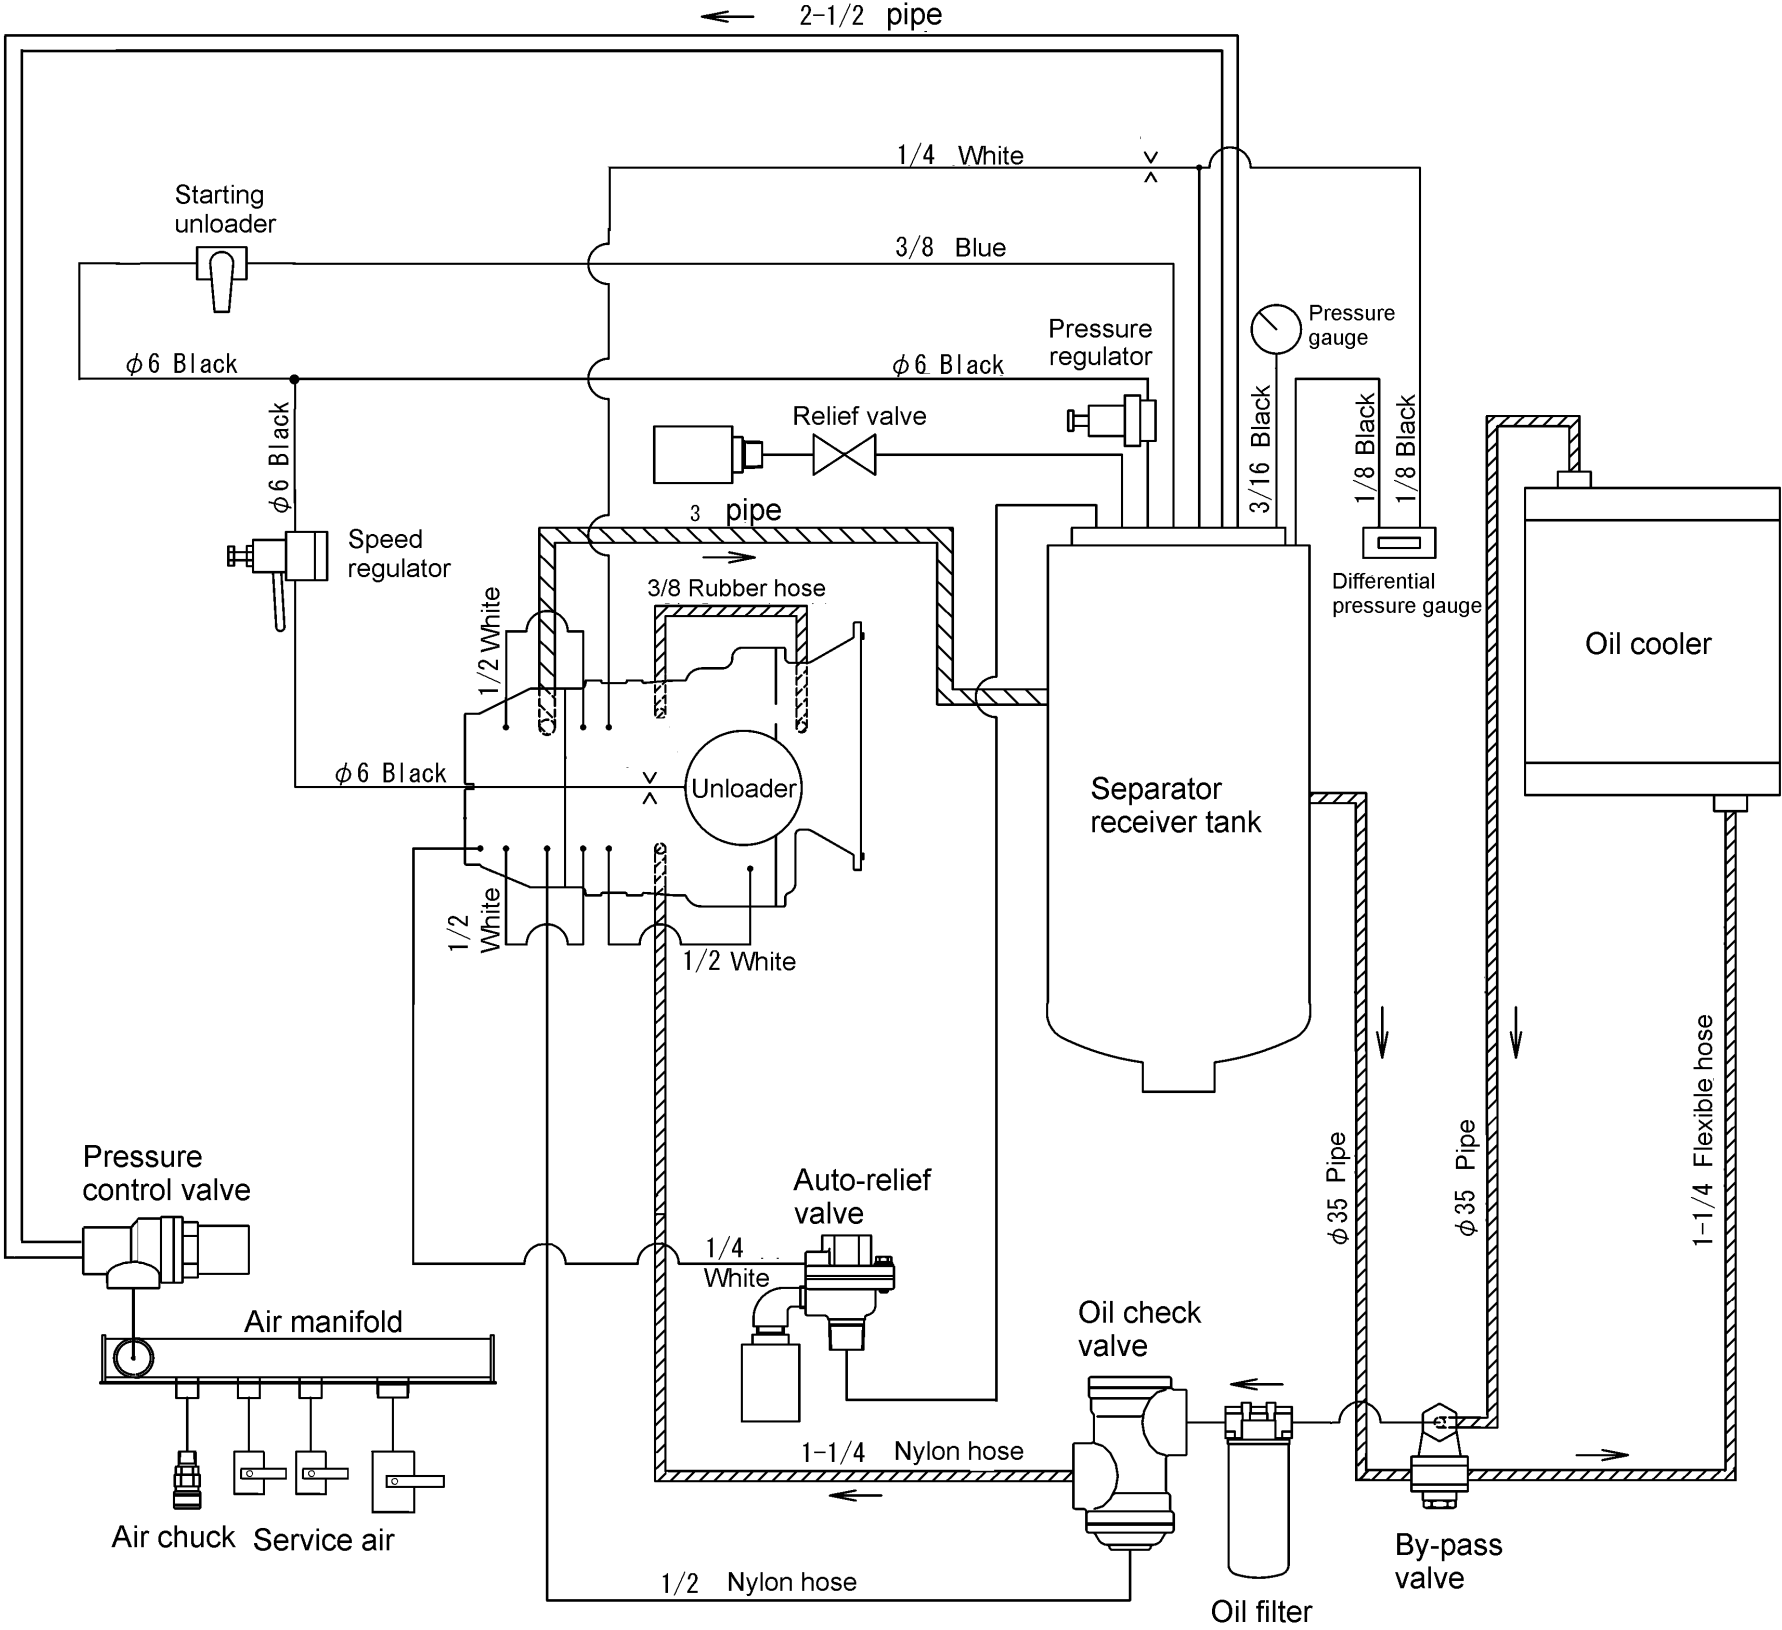 2-1/2 pipe
1/4 White
Starting
unloader
3/8 Blue
Pressure
gauge
Pressure
regulator
φ6 Black
φ6 Black
Relief valve
φ6 Black
3/16 Black
1/8 Black
1/8 Black
3 pipe
Speed
regulator
3/8 Rubber hose
Differential
pressure gauge
1/2 White
Oil cooler
φ6 Black
Unloader
Separator
receiver tank
1/2
White
1/2 White
1-1/4 Flexible hose
φ35 Pipe
φ35 Pipe
Pressure
control valve
Auto-relief
valve
1/4
White
Air manifold
Oil check
valve
1-1/4 Nylon hose
Air chuck
Service air
By-pass
valve
1/2 Nylon hose
Oil filter